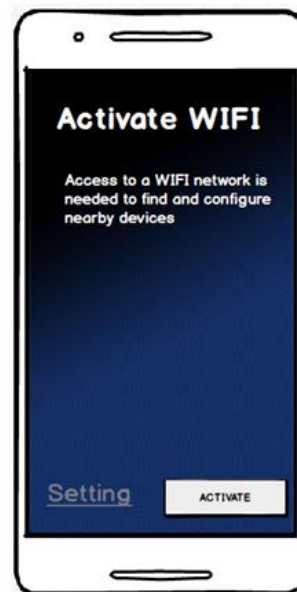 Activate WIFI
Access to a WIFI network is
needed to find and configure
nearby devices
Setting
ACTIVATE